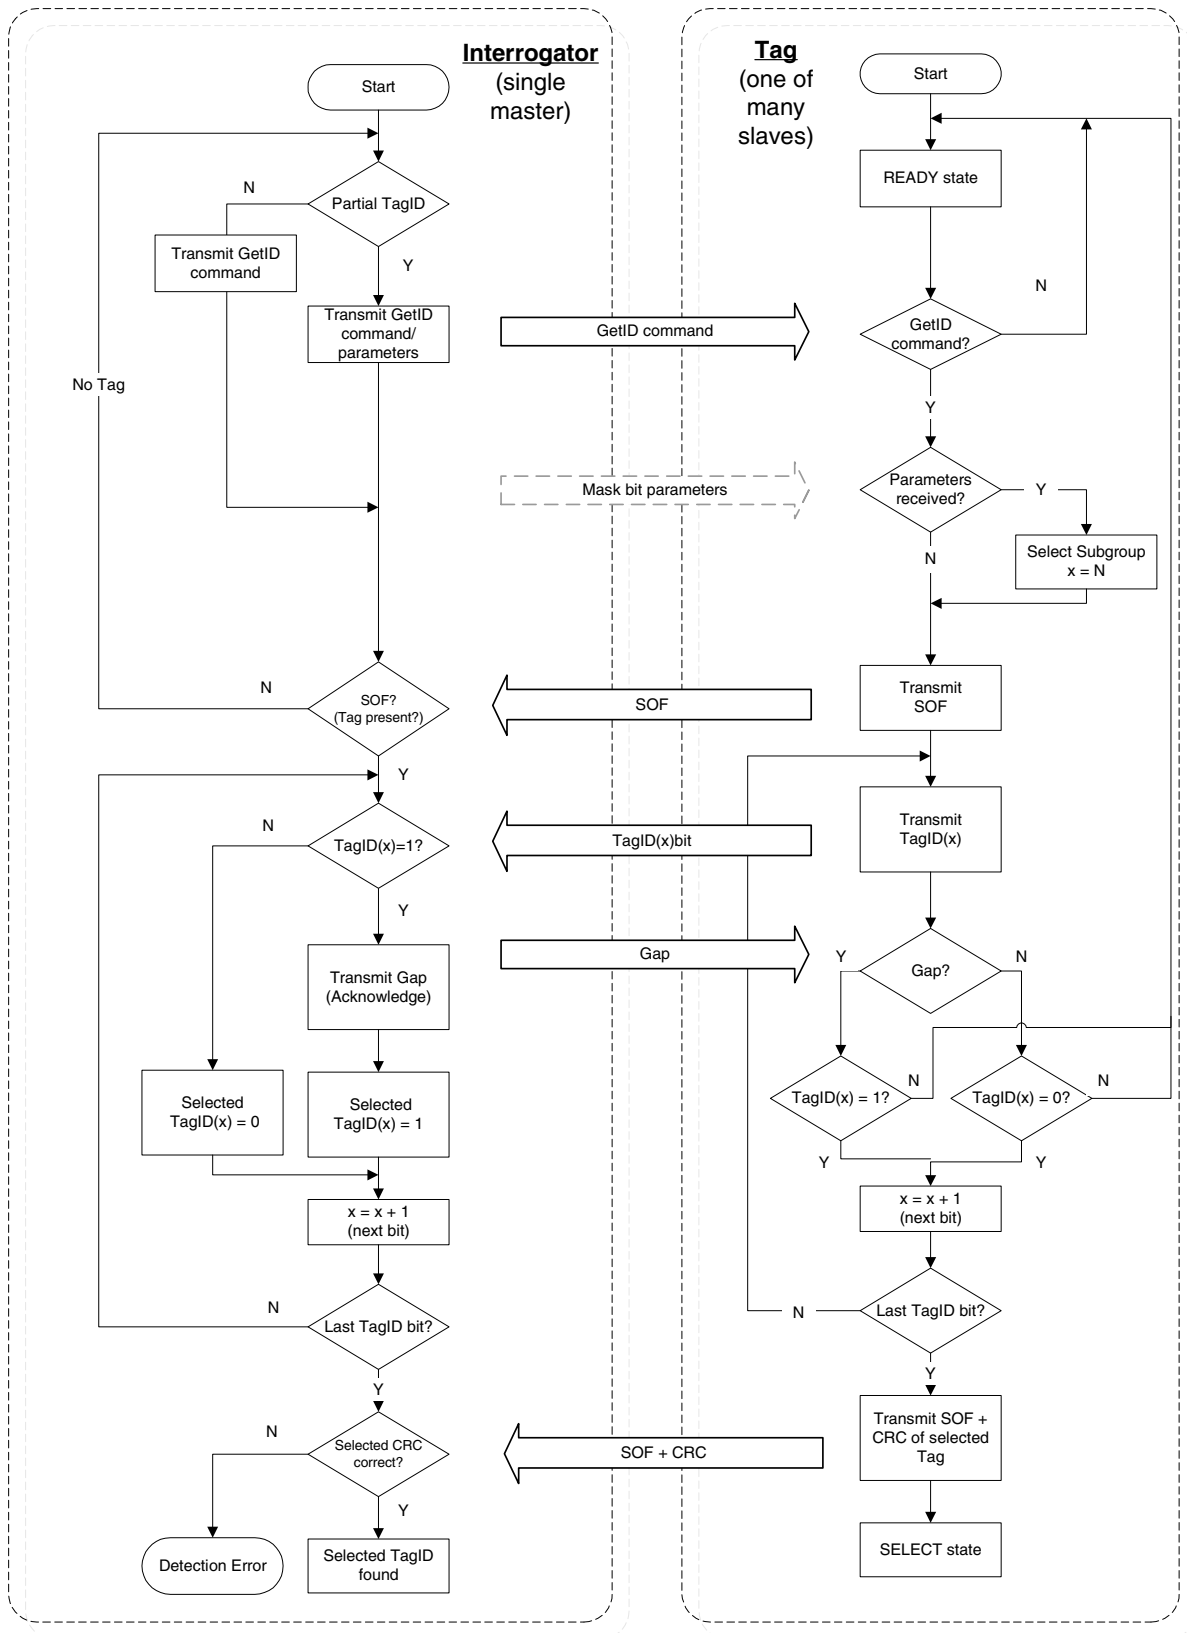 Interrogator
(single
master)
Start
Partial TagID
N
Y
Transmit GetID
command
Transmit GetID
command/
parameters
No Tag
SOF?
(Tag present?)
N
Y
TagID(x)=1?
N
Y
Transmit Gap
(Acknowledge)
Selected
TagID(x) = 0
Selected
TagID(x) = 1
x = x + 1
(next bit)
Last TagID bit?
N
Y
Selected CRC
correct?
N
Y
Detection Error
Selected TagID
found
GetID command
Mask bit parameters
SOF
TagID(x)bit
Gap
SOF + CRC
Tag
(one of
many
slaves)
Start
READY state
GetID
command?
N
Y
Parameters
received?
Y
N
Select Subgroup
x = N
Transmit
SOF
Transmit
TagID(x)
Gap?
Y
N
TagID(x) = 1?
N
TagID(x) = 0?
N
Y
Y
x = x + 1
(next bit)
Last TagID bit?
N
Y
Transmit SOF +
CRC of selected
Tag
SELECT state